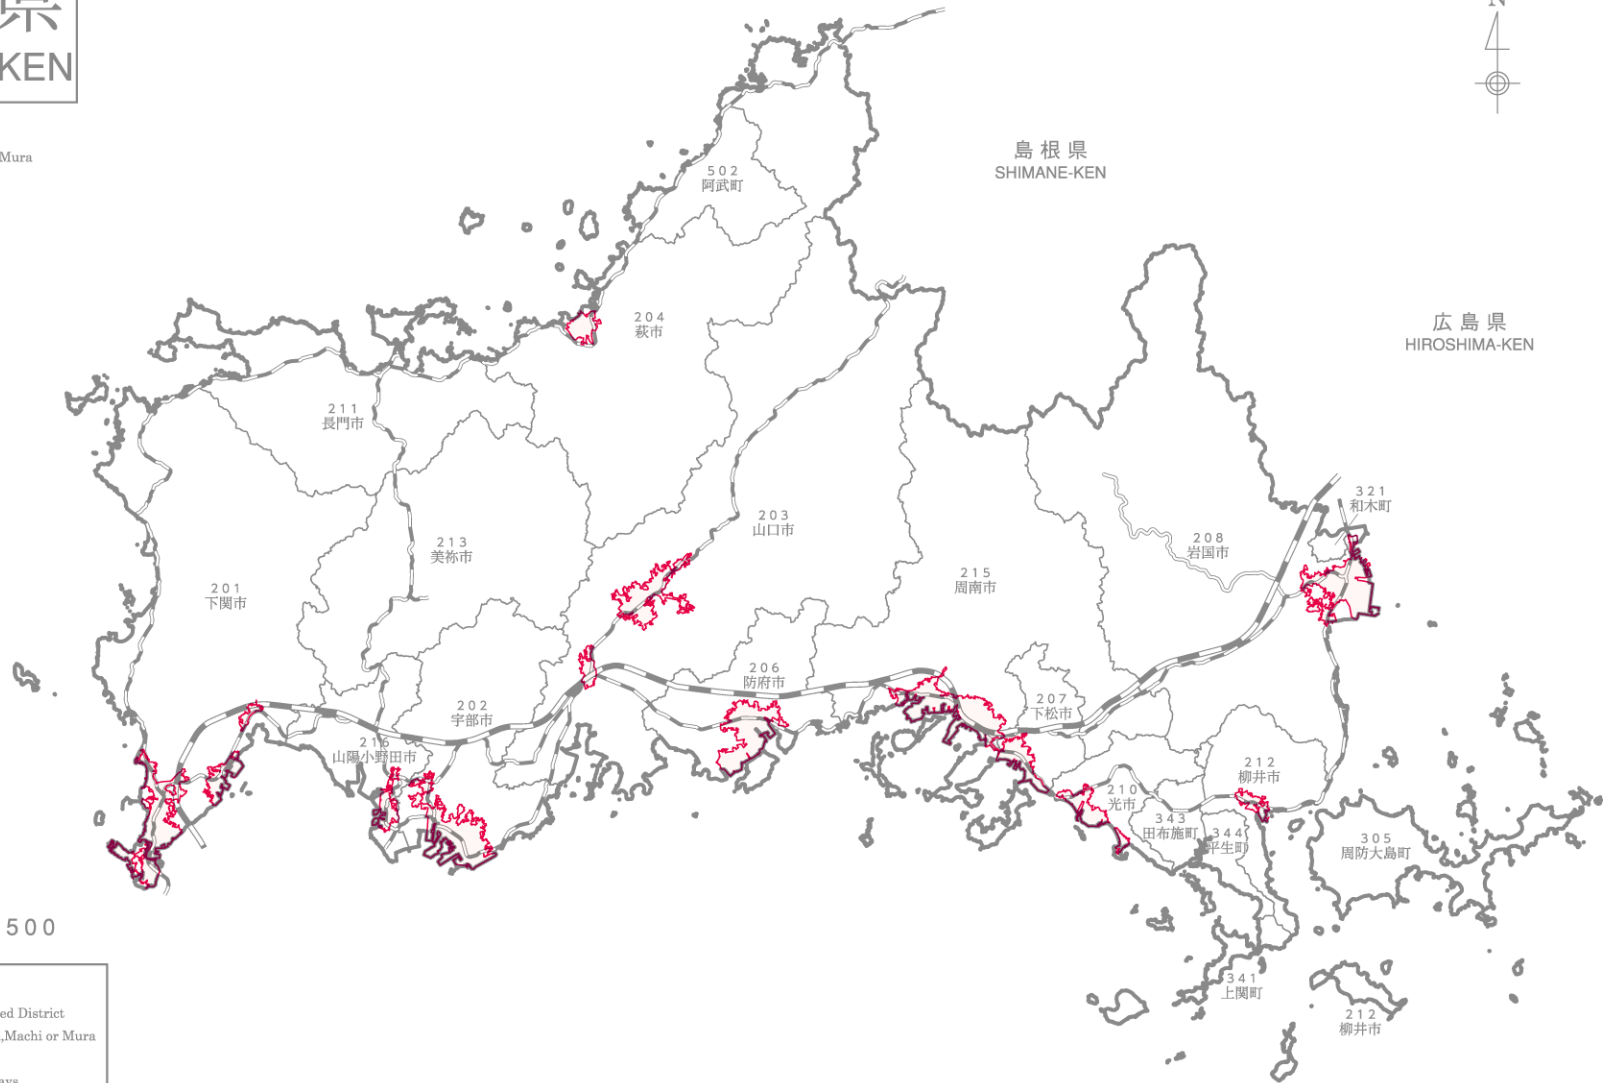 県
KEN
Mura
N
島根県
SHIMANE-KEN
広島県
HIROSHIMA-KEN
502
阿武町
204
萩市
211
長門市
213
美祢市
203
山口市
321
和木町
208
岩国市
215
周南市
201
下関市
206
防府市
207
下松市
202
宇部市
216
山陽小野田市
212
柳井市
210
光市
343
田布施町
344
平生町
305
周防大島町
341
上関町
212
柳井市
500
ed District
,Machi or Mura